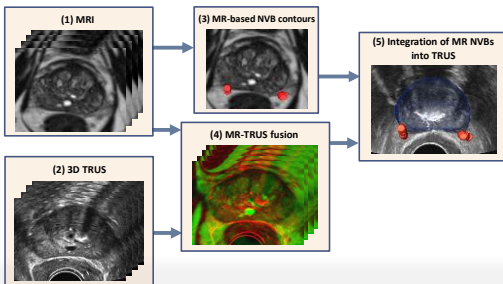 (1) MRI
(2) 3D TRUS
(3) MR-based NVB contours
(4) MR-TRUS fusion
(5) Integration of MR NVBs
into TRUS